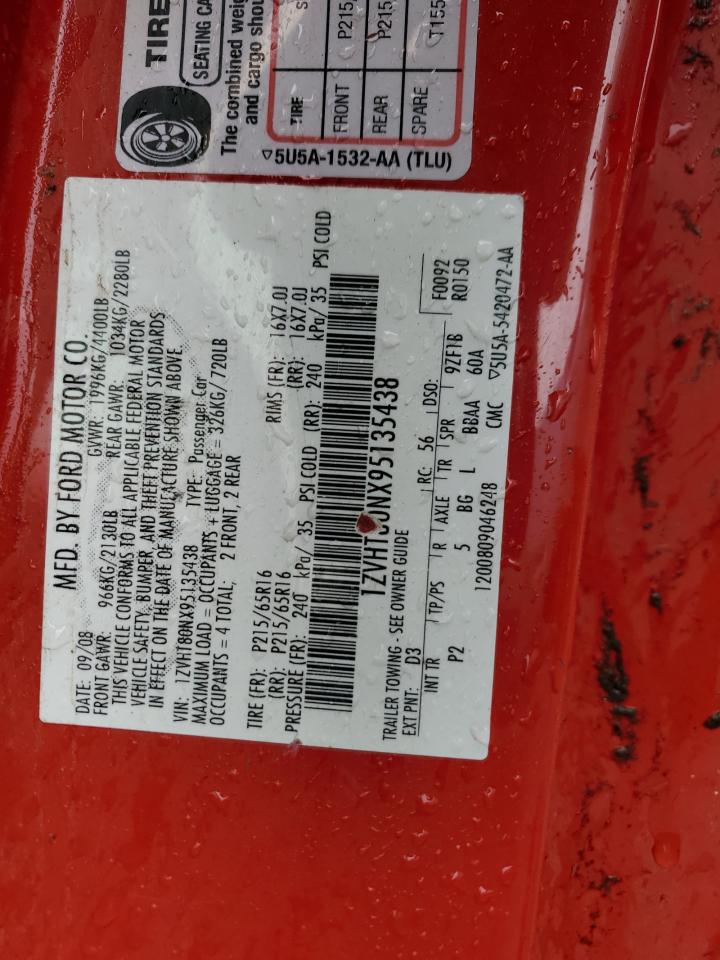 TIRE
SEATING CA
The combined weig
and cargo shou
TIRE
FRONT P215
REAR P215
SPARE T155
▽5U5A-1532-AA (TLU)
MFD. BY FORD MOTOR CO.
DATE: 09/08 GVWR: 1996KG/4400LB
FRONT GAWR: 966KG/2130LB REAR GAWR: 1034KG/2280LB
THIS VEHICLE CONFORMS TO ALL APPLICABLE FEDERAL MOTOR
VEHICLE SAFETY, BUMPER, AND THEFT PREVENTION STANDARDS
IN EFFECT ON THE DATE OF MANUFACTURE SHOWN ABOVE
VIN: 1ZVHT80NX95135438 TYPE: Passenger Car
MAXIMUM LOAD = OCCUPANTS + LUGGAGE = 326KG/720LB
OCCUPANTS = 4 TOTAL; 2 FRONT, 2 REAR
TIRE (FR): P215/65R16 RIMS (FR): 16X7.0J
(RR): P215/65R16 (RR): 16X7.0J
PRESSURE (FR): 240 kPa/ 35 PSI COLD (RR): 240 kPa/ 35 PSI COLD
1ZVHT80NX95135438
TRAILER TOWING - SEE OWNER GUIDE
EXT PNT: D3 RC: 56 DSO: F0092
R0150
INT TR TP/PS R AXLE TR SPR 9ZF1B
P2 5 BG L BBAA 60A
1200809046248 CMC ▽5U5A-5420472-AA